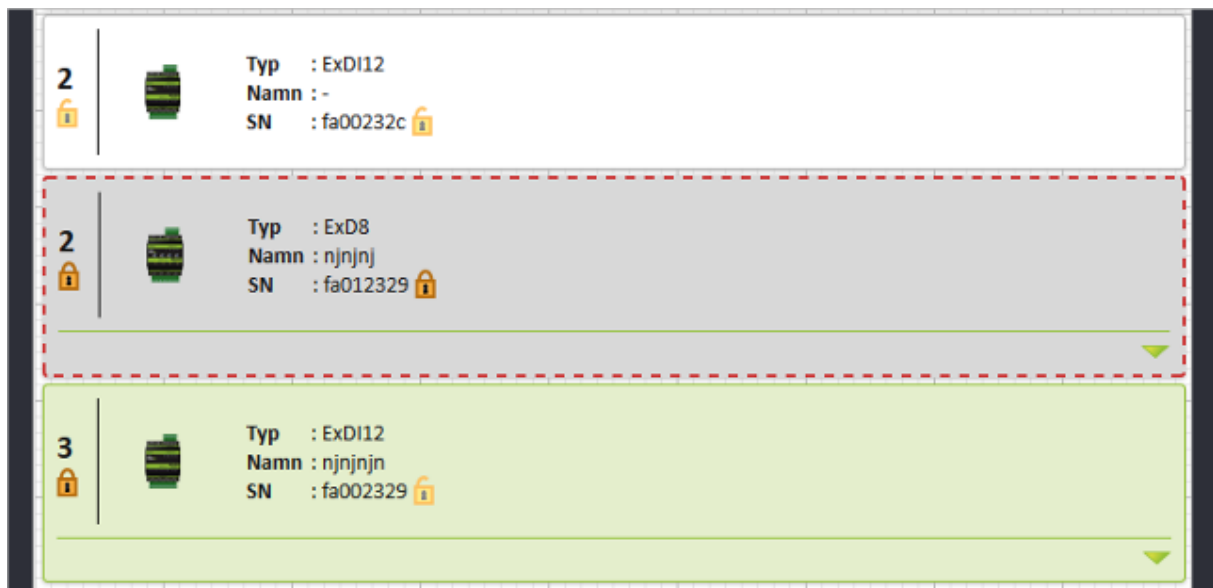 2
Typ : ExDI12
Namn : -
SN : fa00232c
2
Typ : ExD8
Namn : njnjnj
SN : fa012329
3
Typ : ExDI12
Namn : njnjnjn
SN : fa002329